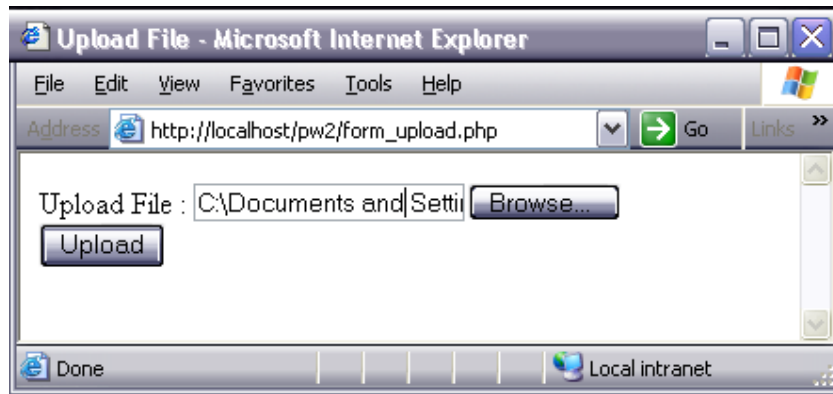 Upload File - Microsoft Internet Explorer
File Edit View Favorites Tools Help
Address http://localhost/pw2/form_upload.php Go Links »
Upload File : C:\Documents and Settin Browse...
Upload
Done Local intranet